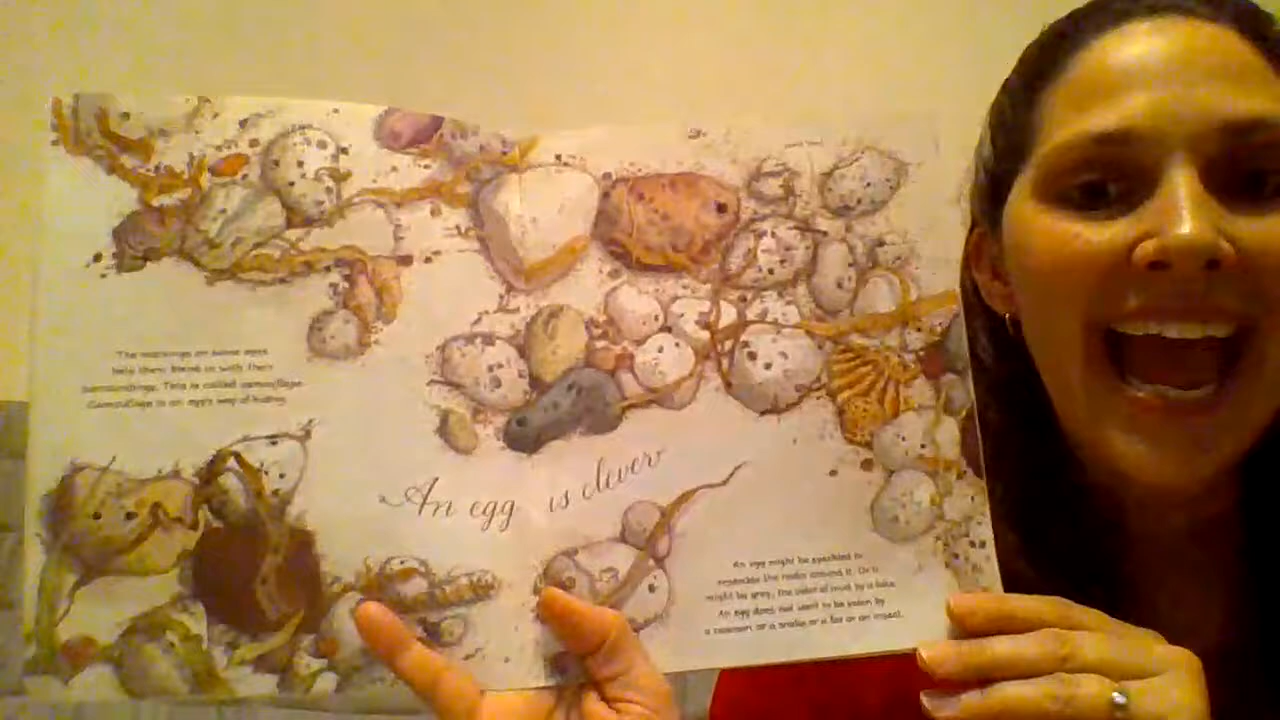 The markings on some eggs
help them blend in with their
surroundings. This is called camouflage.
Camouflage is an egg's way of hiding.
An egg is clever
An egg might be speckled to
resemble the rocks around it. Or it
might be grey, the color of mud by a lake.
An egg does not want to be eaten by
a raccoon or a snake or a fox or an insect.